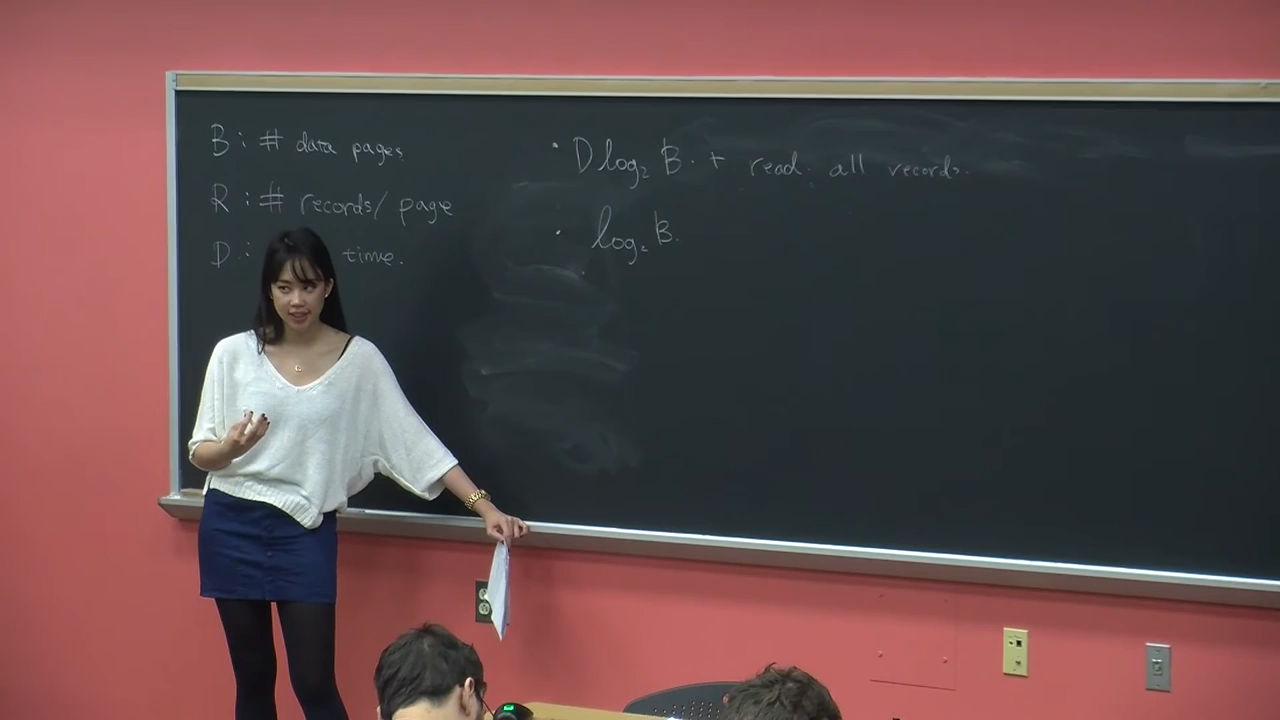 B : # data pages.
R : # records/ page
D : time.
· D log₂ B. + read all records.
· log₂ B.